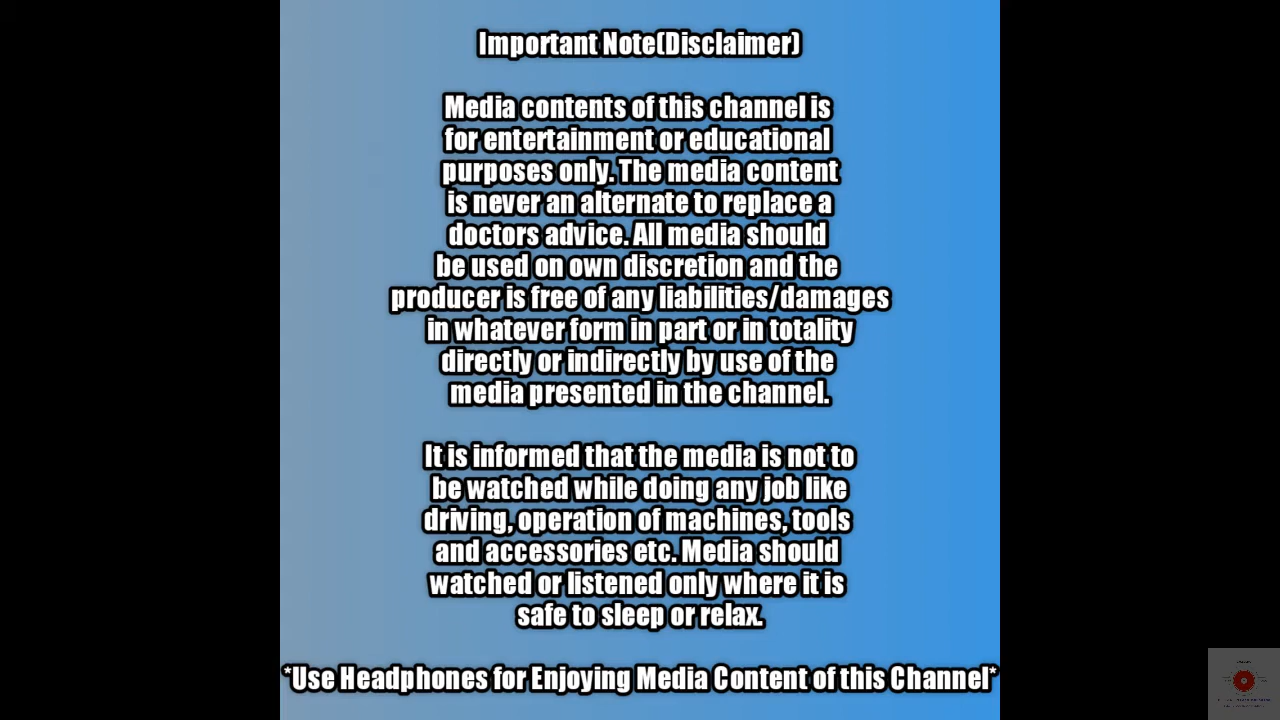 Important Note(Disclaimer)
Media contents of this channel is
for entertainment or educational
purposes only. The media content
is never an alternate to replace a
doctors advice. All media should
be used on own discretion and the
producer is free of any liabilities/damages
in whatever form in part or in totality
directly or indirectly by use of the
media presented in the channel.
It is informed that the media is not to
be watched while doing any job like
driving, operation of machines, tools
and accessories etc. Media should
watched or listened only where it is
safe to sleep or relax.
*Use Headphones for Enjoying Media Content of this Channel*